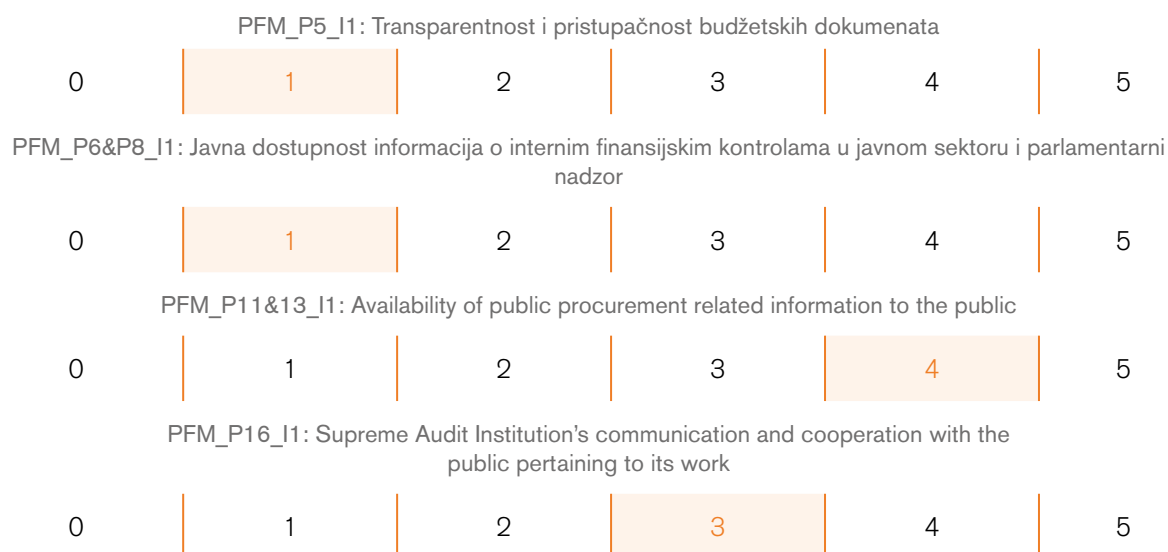 PFM_P5_I1: Transparentnost i pristupačnost budžetskih dokumenata
0 1 2 3 4 5
PFM_P6&P8_I1: Javna dostupnost informacija o internim finansijskim kontrolama u javnom sektoru i parlamentarni
nadzor
0 1 2 3 4 5
PFM_P11&13_I1: Availability of public procurement related information to the public
0 1 2 3 4 5
PFM_P16_I1: Supreme Audit Institution’s communication and cooperation with the
public pertaining to its work
0 1 2 3 4 5